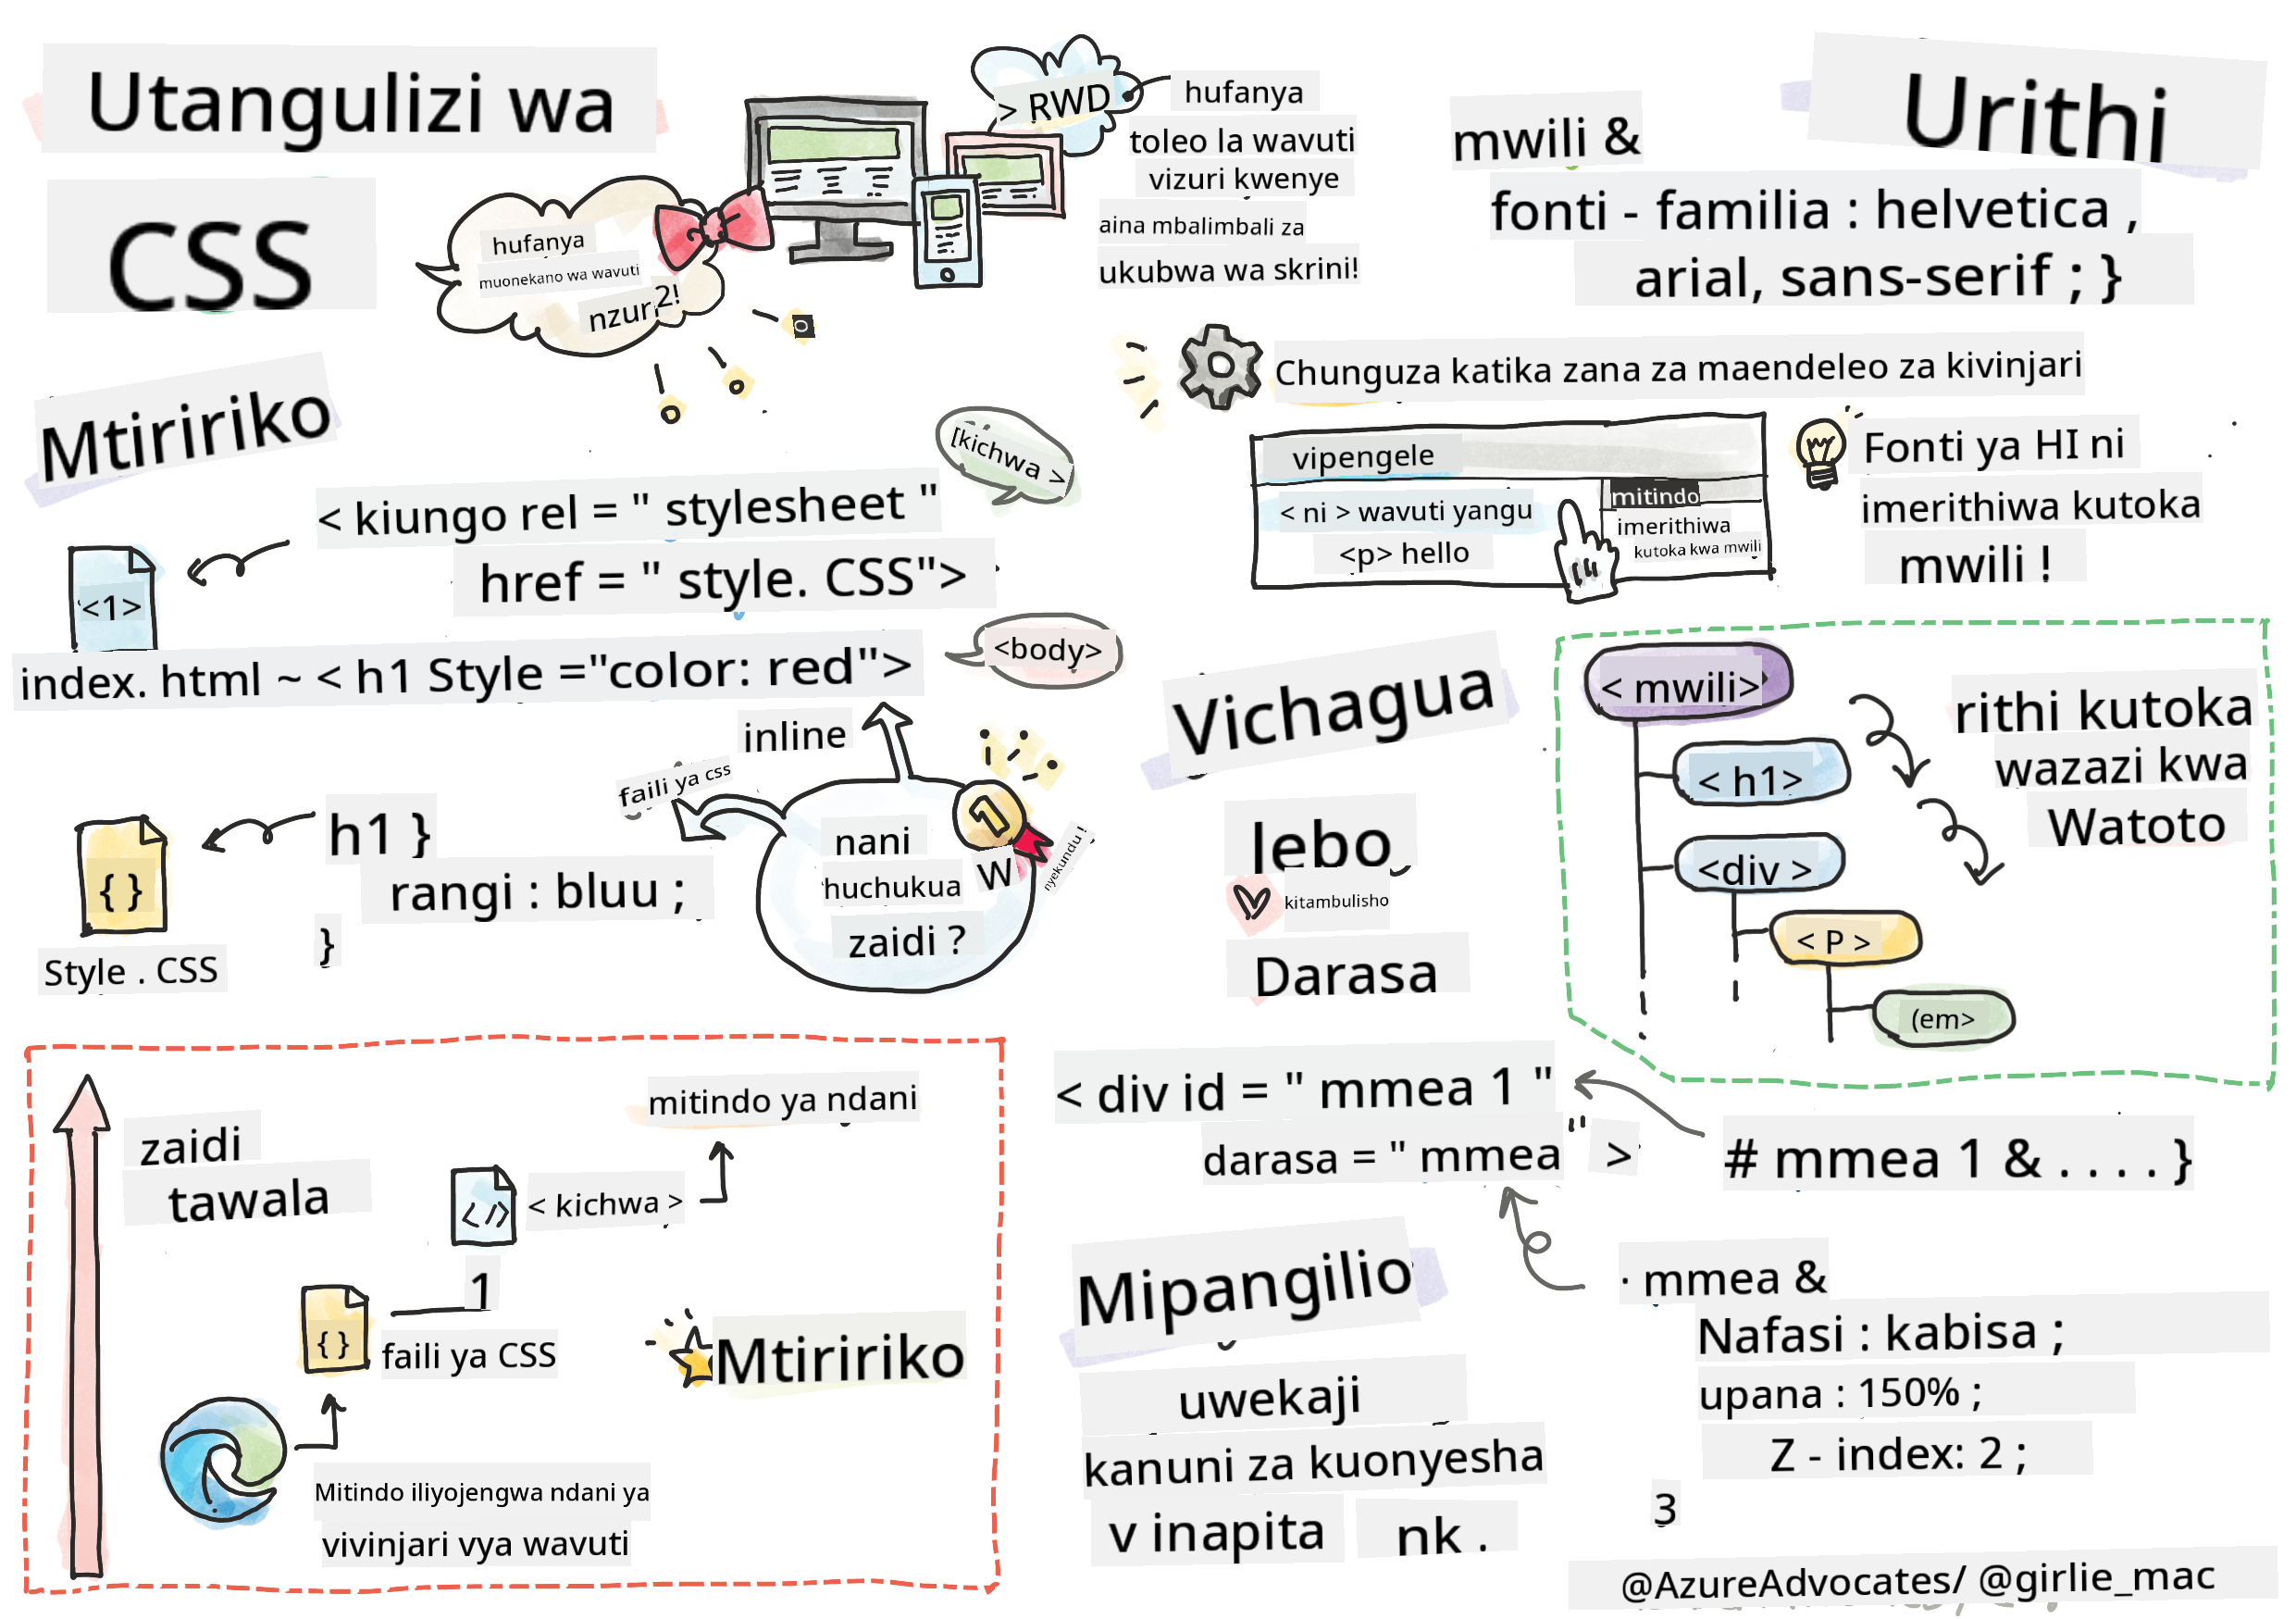 Utangulizi wa
CSS
hufanya
muonekano wa wavuti
nzuri
2!
> RWD
hufanya
toleo la wavuti
vizuri kwenye
aina mbalimbali za
ukubwa wa skrini!
Mtiririko
[kichwa >
< kiungo rel = " stylesheet "
href = " style. CSS">
<1>
index. html ~ < h1 Style ="color: red">
<body>
inline
faili ya css
h1 }
rangi : bluu ;
}
{ }
Style . CSS
nani
huchukua
zaidi ?
1
W
nyekundu !
zaidi
tawala
mitindo ya ndani
</>
< kichwa >
1
{ }
faili ya CSS
Mtiririko
Mitindo iliyojengwa ndani ya
vivinjari vya wavuti
Urithi
mwili &
fonti - familia : helvetica ,
arial, sans-serif ; }
Chunguza katika zana za maendeleo za kivinjari
vipengele
< ni > wavuti yangu
<p> hello
mitindo
imerithiwa
kutoka kwa mwili
Fonti ya HI ni
imerithiwa kutoka
mwili !
Vichagua
lebo
kitambulisho
Darasa
< mwili>
< h1>
<div >
< P >
(em>
rithi kutoka
wazazi kwa
Watoto
< div id = " mmea 1 "
darasa = " mmea " >
# mmea 1 & . . . . }
· mmea &
Nafasi : kabisa ;
upana : 150% ;
Z - index: 2 ;
3
Mipangilio
uwekaji
kanuni za kuonyesha
v inapita nk .
@AzureAdvocates/ @girlie_mac